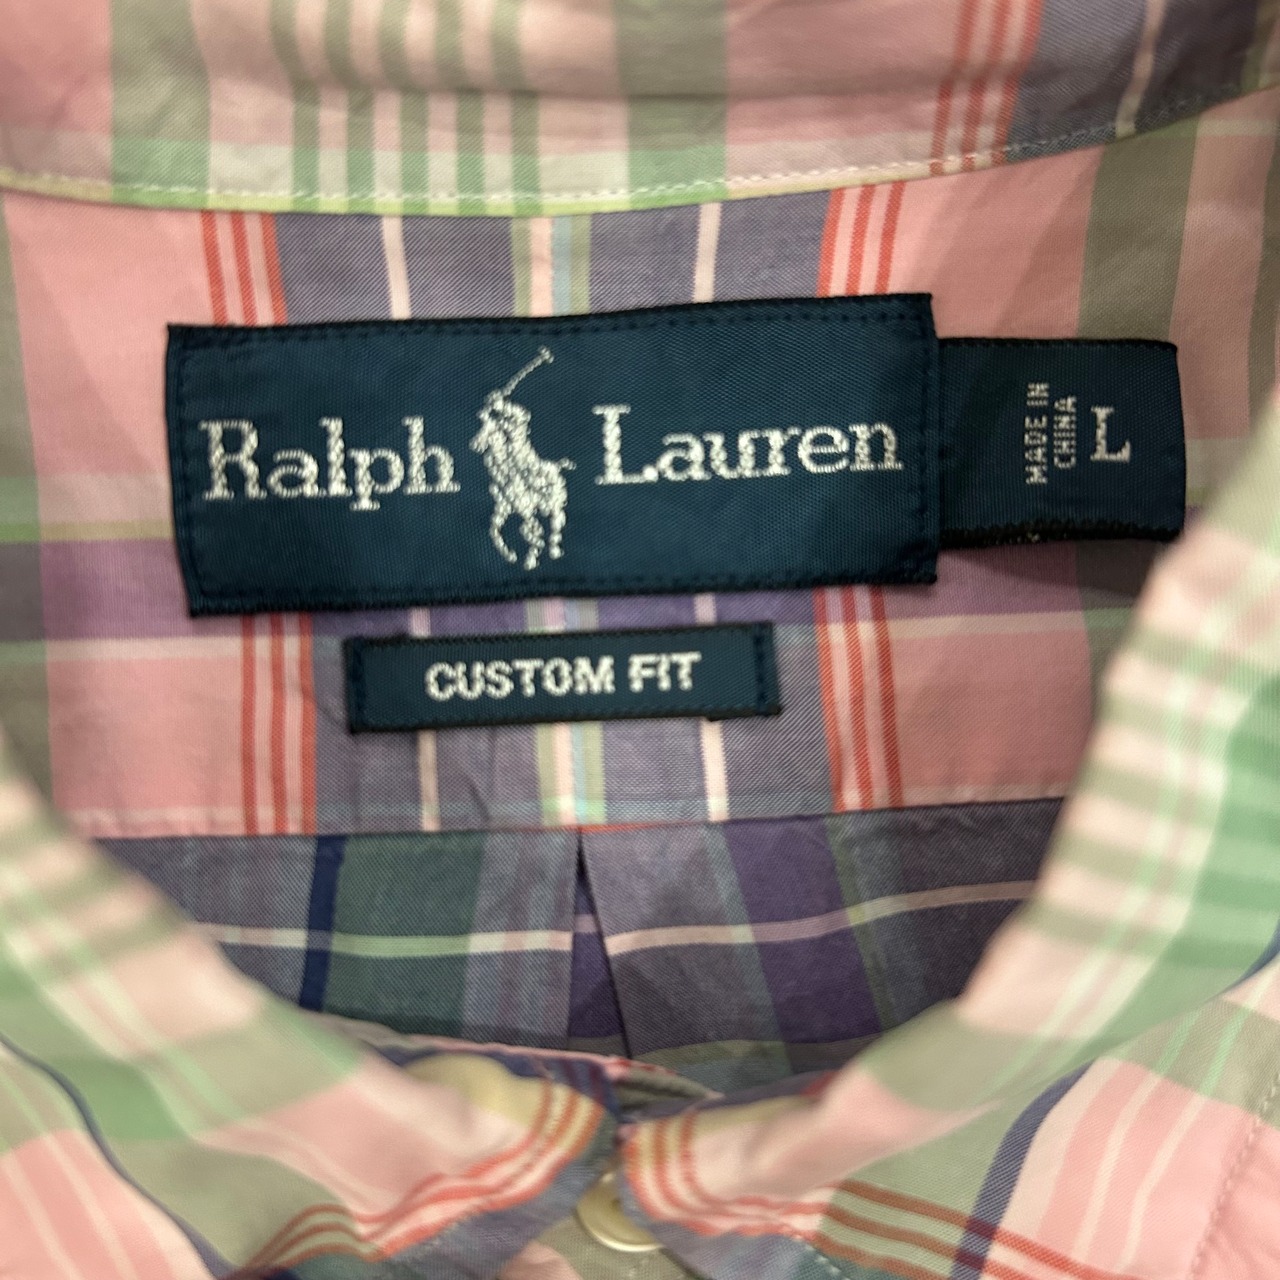 Ralph Lauren
MADE IN
CHINA
L
CUSTOM FIT